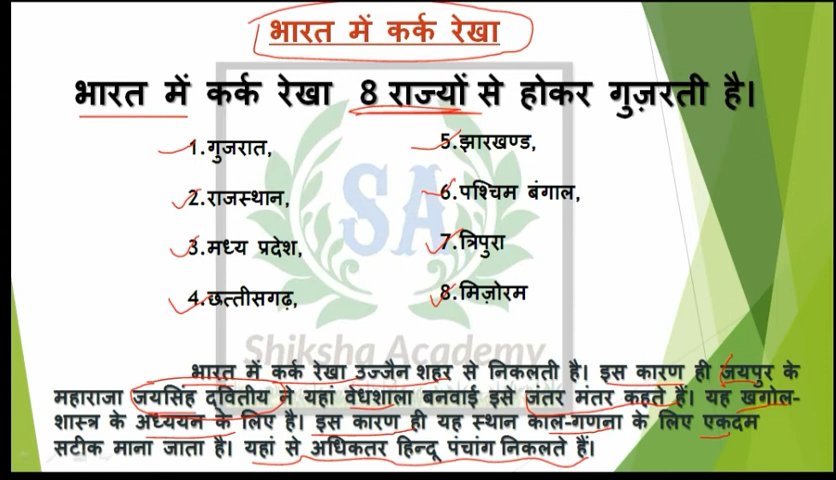 भारत में कर्क रेखा
भारत में कर्क रेखा 8 राज्यों से होकर गुज़रती है।
1.गुजरात,
2.राजस्थान,
3.मध्य प्रदेश,
4.छत्तीसगढ़,
5.झारखण्ड,
6.पश्चिम बंगाल,
7.त्रिपुरा
8.मिज़ोरम
SA
Shiksha Academy
भारत में कर्क रेखा उज्जैन शहर से निकलती है। इस कारण ही जयपुर के
महाराजा जयसिंह द्वितीय ने यहां वेधशाला बनवाई इसे जंतर मंतर कहते हैं। यह खगोल-
शास्त्र के अध्ययन के लिए है। इस कारण ही यह स्थान काल-गणना के लिए एकदम
सटीक माना जाता है। यहां से अधिकतर हिन्दू पंचांग निकलते हैं।